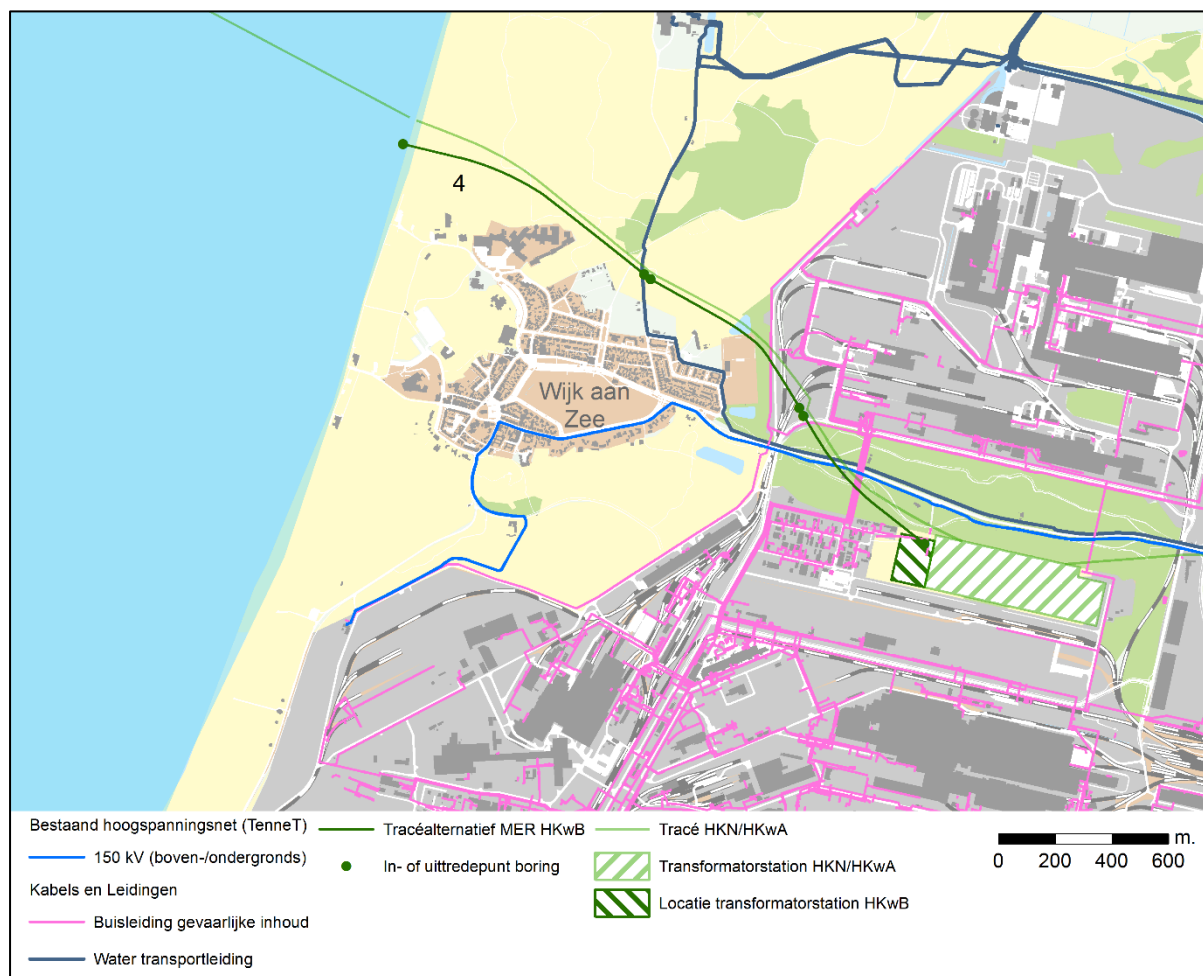 4
Wijk aan
Zee
Bestaand hoogspanningsnet (TenneT)
150 kV (boven-/ondergronds)
Kabels en Leidingen
Buisleiding gevaarlijke inhoud
Water transportleiding
Tracéalternatief MER HKwB
In- of uittredepunt boring
Tracé HKN/HKwA
Transformatorstation HKN/HKwA
Locatie transformatorstation HKwB
m.
0 200 400 600